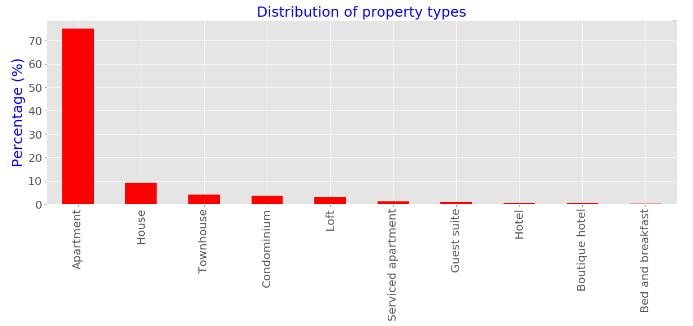 Distribution of property types
Percentage (%)
70
60
50
40
30
20
10
0
Apartment
House
Townhouse
Condominium
Loft
Serviced apartment
Guest suite
Hotel
Boutique hotel
Bed and breakfast